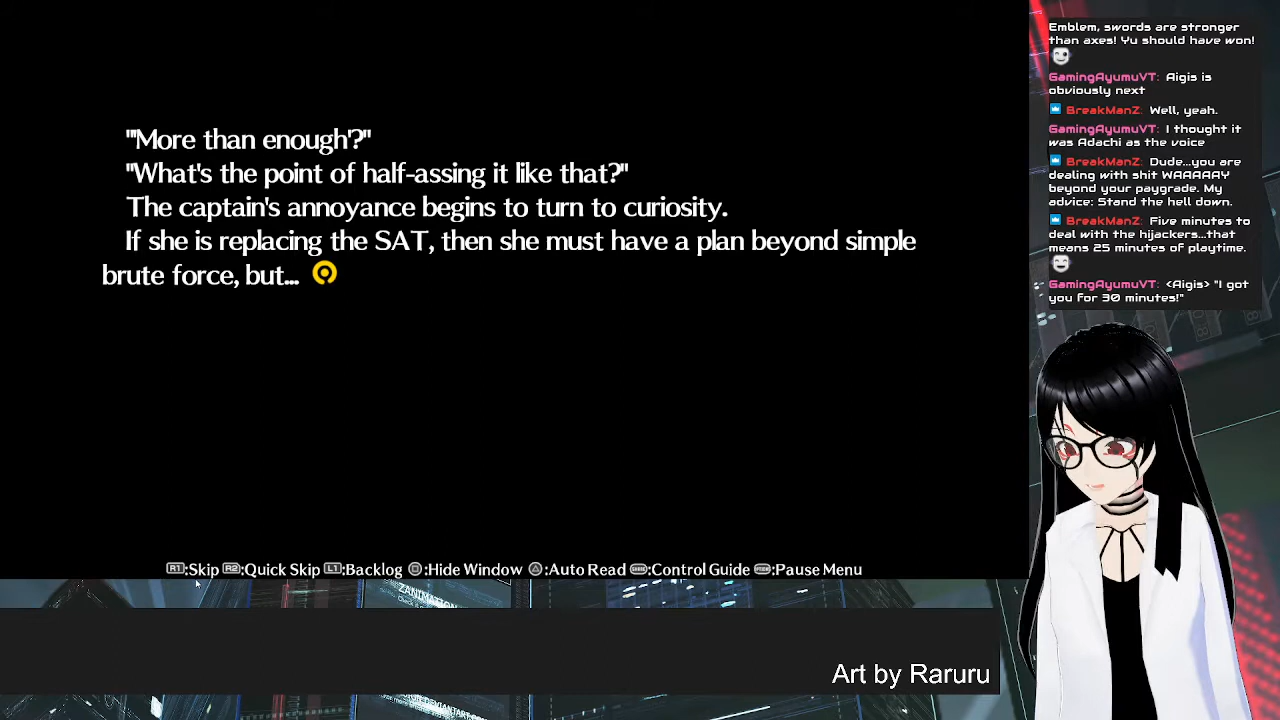 "'More than enough'?"
"What's the point of half-assing it like that?"
The captain's annoyance begins to turn to curiosity.
If she is replacing the SAT, then she must have a plan beyond simple
brute force, but...
R1:Skip R2:Quick Skip L1:Backlog :Hide Window :Auto Read :Control Guide :Pause Menu
Art by Raruru
Emblem, swords are stronger
than axes! Yu should have won!
GamingAyumuVT: Aigis is
obviously next
BreakManZ: Well, yeah.
GamingAyumuVT: I thought it
was Adachi as the voice
BreakManZ: Dude...you are
dealing with shit WAAAAAY
beyond your paygrade. My
advice: Stand the hell down.
BreakManZ: Five minutes to
deal with the hijackers...that
means 25 minutes of playtime.
GamingAyumuVT: <Aigis> "I got
you for 30 minutes!"